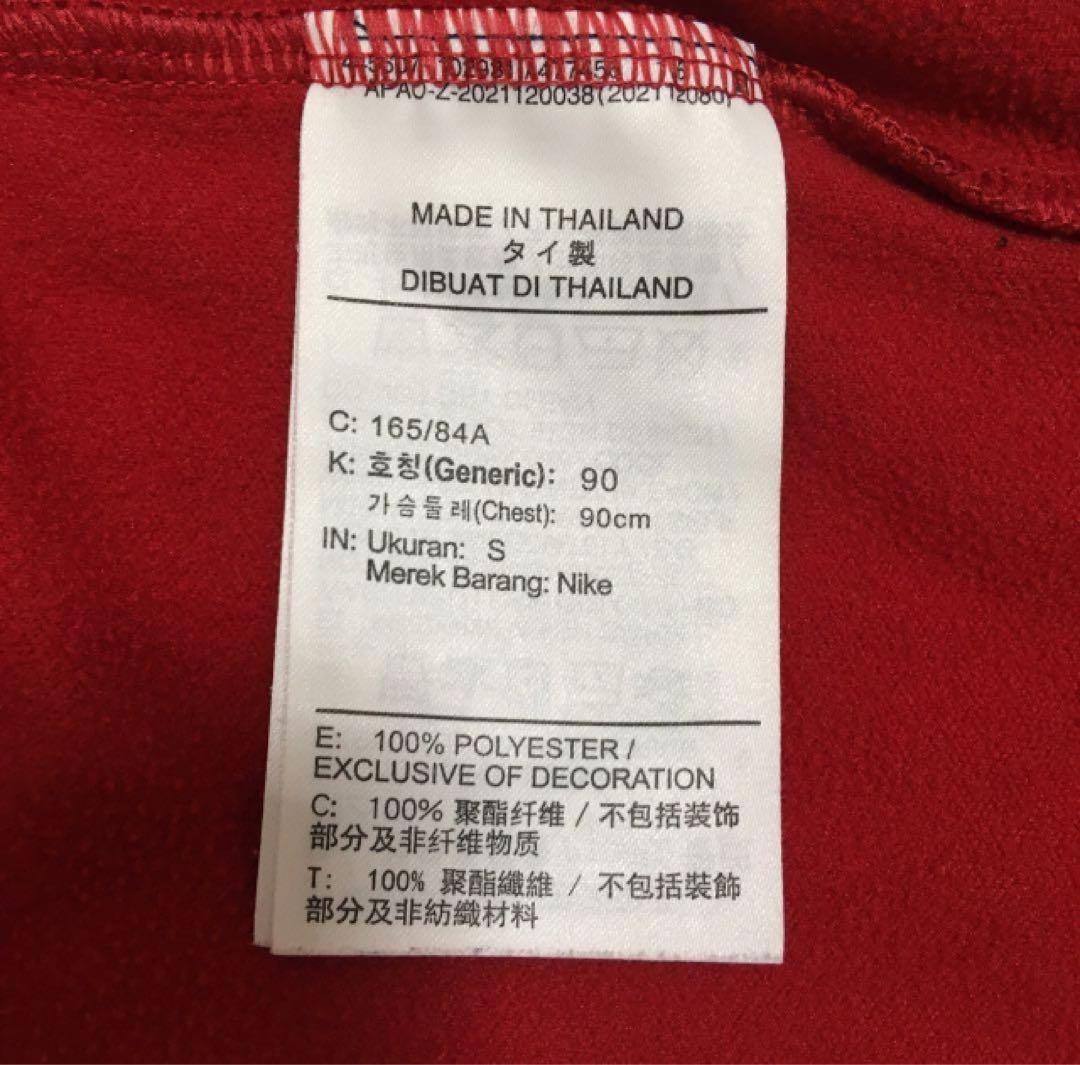 APAO-Z-2021120038(202112080)
MADE IN THAILAND
タイ製
DIBUAT DI THAILAND
C: 165/84A
K: 호칭(Generic): 90
가슴둘레(Chest): 90cm
IN: Ukuran: S
Merek Barang: Nike
E: 100% POLYESTER /
EXCLUSIVE OF DECORATION
C: 100% 聚酯纤维 / 不包括装饰
部分及非纤维物质
T: 100% 聚酯纖維 / 不包括裝飾
部分及非紡織材料